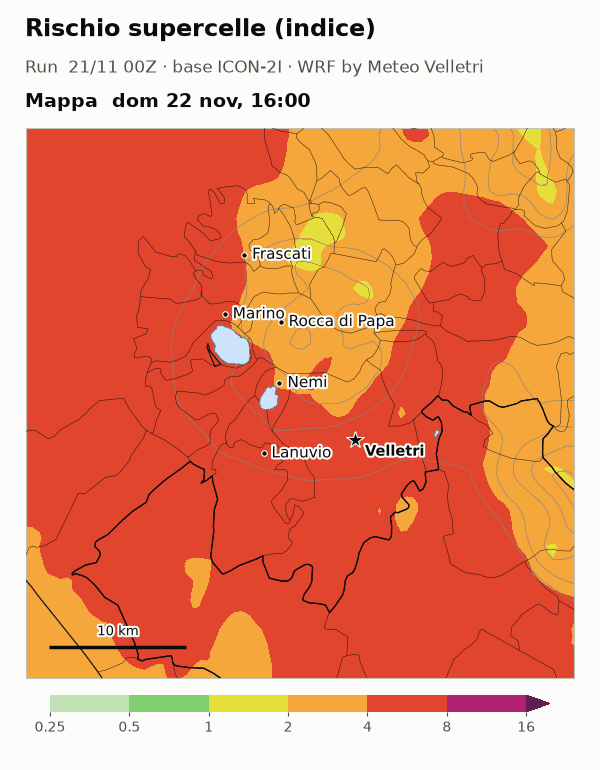 Rischio supercelle (indice)
Run  21/11 00Z · base ICON-2I · WRF by Meteo Velletri
Mappa  dom 22 nov, 16:00
Frascati
Marino
Rocca di Papa
Nemi
Velletri
Lanuvio
10 km
0.25 0.5 1 2 4 8 16